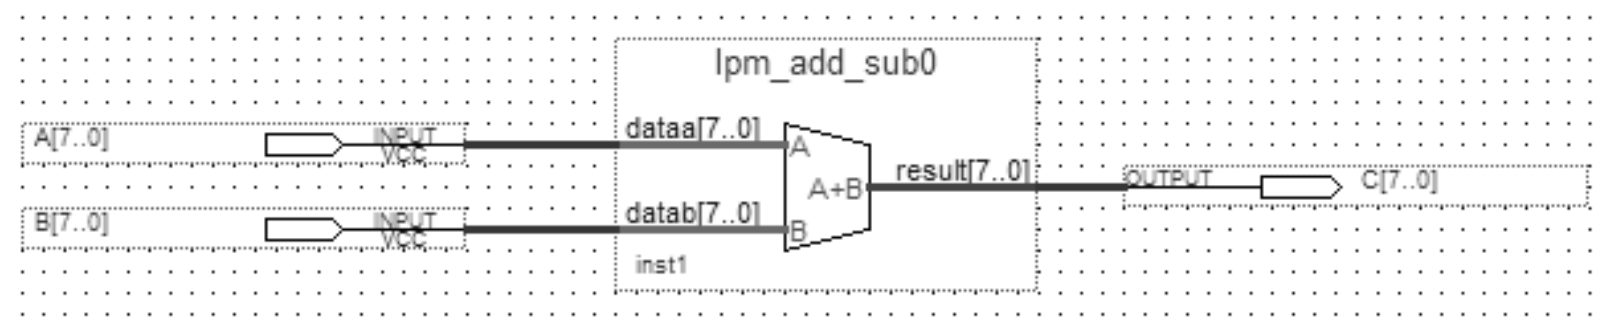 lpm_add_sub0
A[7..0]
INPUT
VCC
dataa[7..0]
A
result[7..0]
A+B
OUTPUT
C[7..0]
B[7..0]
INPUT
VCC
datab[7..0]
B
inst1